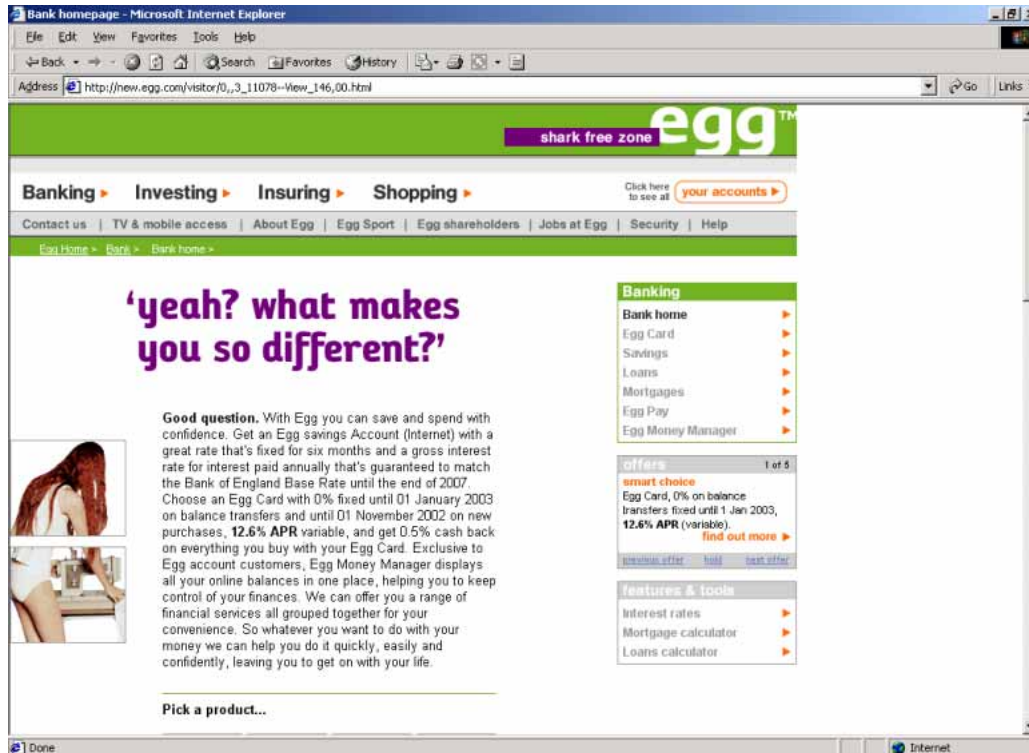 Bank homepage - Microsoft Internet Explorer
File Edit View Favorites Tools Help
Back Search Favorites History
Address http://new.egg.com/visitor/0,,3_11078--View_146,00.html Go Links
egg™
shark free zone
Banking Investing Insuring Shopping
Click here to see all your accounts
Contact us | TV & mobile access | About Egg | Egg Sport | Egg shareholders | Jobs at Egg | Security | Help
Egg Home > Bank > Bank home >
‘yeah? what makes
you so different?’
Good question. With Egg you can save and spend with
confidence. Get an Egg savings Account (Internet) with a
great rate that's fixed for six months and a gross interest
rate for interest paid annually that's guaranteed to match
the Bank of England Base Rate until the end of 2007.
Choose an Egg Card with 0% fixed until 01 January 2003
on balance transfers and until 01 November 2002 on new
purchases, 12.6% APR variable, and get 0.5% cash back
on everything you buy with your Egg Card. Exclusive to
Egg account customers, Egg Money Manager displays
all your online balances in one place, helping you to keep
control of your finances. We can offer you a range of
financial services all grouped together for your
convenience. So whatever you want to do with your
money we can help you do it quickly, easily and
confidently, leaving you to get on with your life.
Pick a product...
Banking
Bank home
Egg Card
Savings
Loans
Mortgages
Egg Pay
Egg Money Manager
offers 1 of 5
smart choice
Egg Card, 0% on balance
transfers fixed until 1 Jan 2003,
12.6% APR (variable).
find out more
previous offer hold next offer
features & tools
Interest rates
Mortgage calculator
Loans calculator
Done Internet